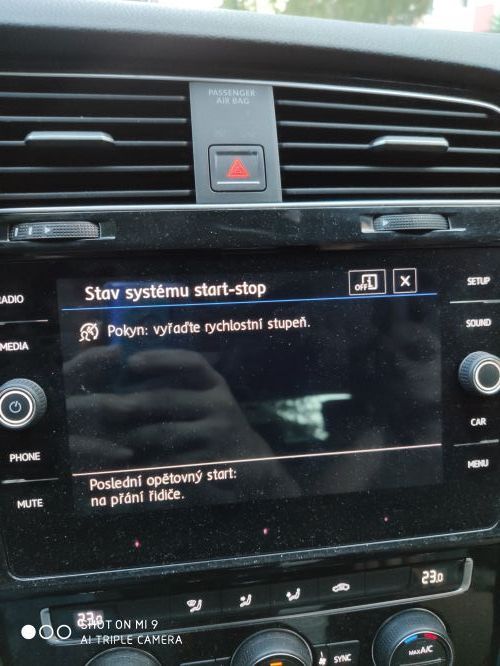 PASSENGER
AIR BAG
Stav systému start-stop
OFF
Pokyn: vyřaďte rychlostní stupeň.
Poslední opětovný start:
na přání řidiče.
RADIO
MEDIA
PHONE
MUTE
SETUP
SOUND
CAR
MENU
23.0
23.0
SYNC
MAX A/C
SHOT ON MI 9
AI TRIPLE CAMERA